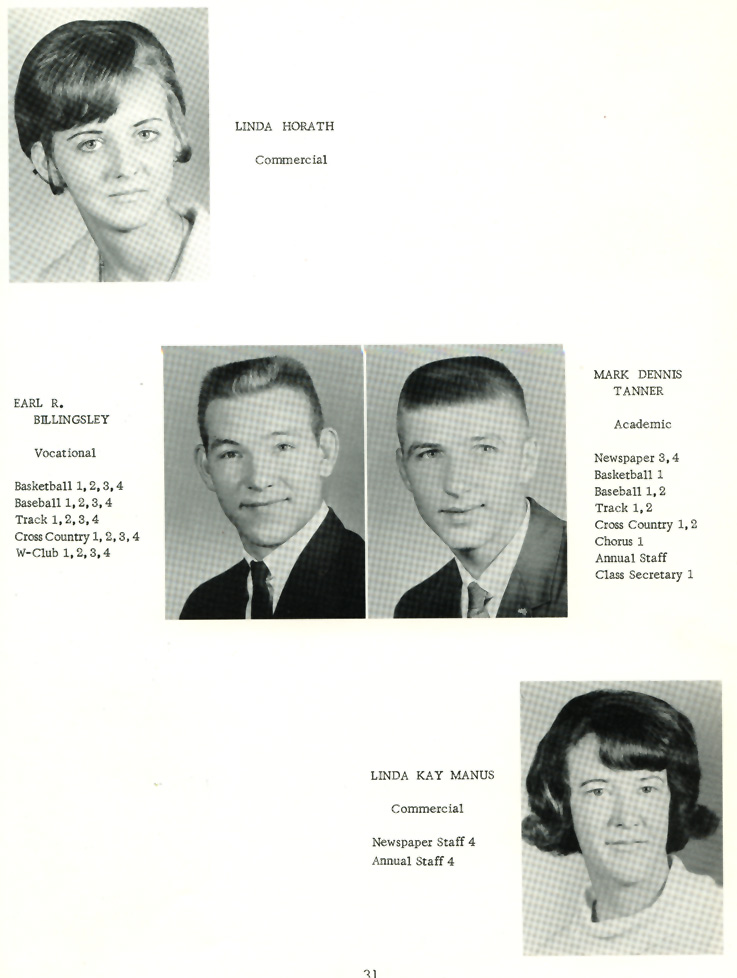 LINDA HORATH
Commercial
EARL R.
BILLINGSLEY
Vocational
Basketball 1, 2, 3, 4
Baseball 1, 2, 3, 4
Track 1, 2, 3, 4
Cross Country 1, 2, 3, 4
W-Club 1, 2, 3, 4
MARK DENNIS
TANNER
Academic
Newspaper 3, 4
Basketball 1
Baseball 1, 2
Track 1, 2
Cross Country 1, 2
Chorus 1
Annual Staff
Class Secretary 1
LINDA KAY MANUS
Commercial
Newspaper Staff 4
Annual Staff 4
31